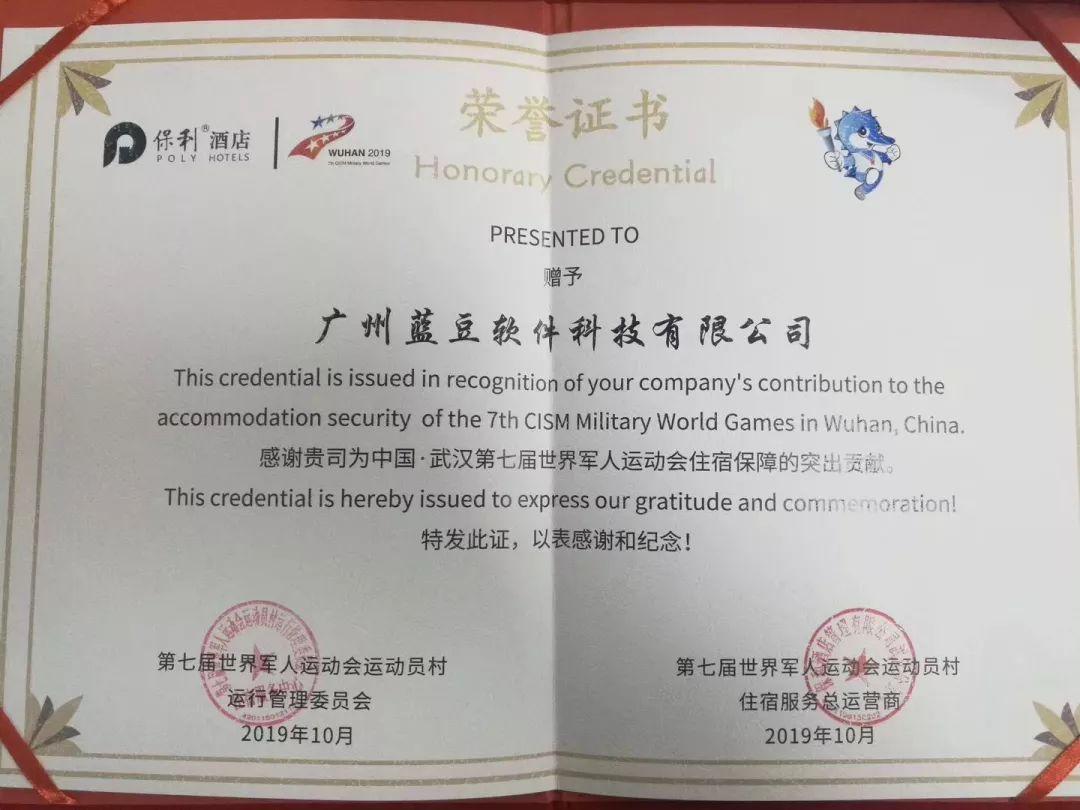 保利®酒店
POLY HOTELS
WUHAN 2019
7th CISM Military World Games
荣誉证书
Honorary Credential
PRESENTED TO
赠予
广州蓝豆软件科技有限公司
This credential is issued in recognition of your company's contribution to the
accommodation security of the 7th CISM Military World Games in Wuhan, China.
感谢贵司为中国·武汉第七届世界军人运动会住宿保障的突出贡献。
This credential is hereby issued to express our gratitude and commemoration!
特发此证，以表感谢和纪念！
第七届世界军人运动会运动员村
运行管理委员会
2019年10月
第七届世界军人运动会运动员村
住宿服务总运营商
2019年10月